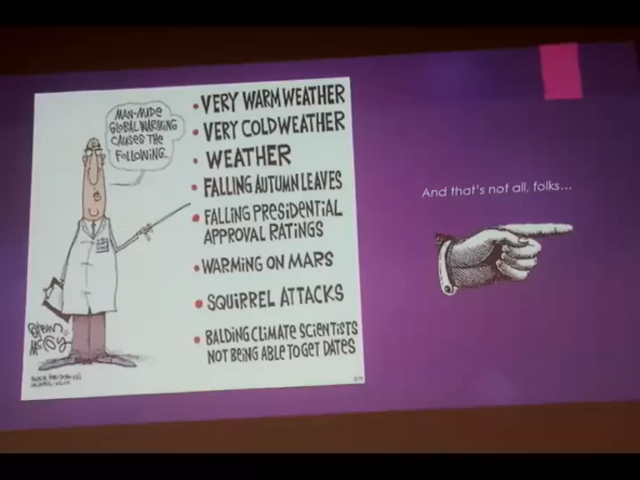 MAN-MADE
GLOBAL WARMING
CAUSES THE
FOLLOWING...
• VERY WARM WEATHER
• VERY COLD WEATHER
• WEATHER
• FALLING AUTUMN LEAVES
• FALLING PRESIDENTIAL
APPROVAL RATINGS
• WARMING ON MARS
• SQUIRREL ATTACKS
• BALDING CLIMATE SCIENTISTS
NOT BEING ABLE TO GET DATES
And that's not all, folks...